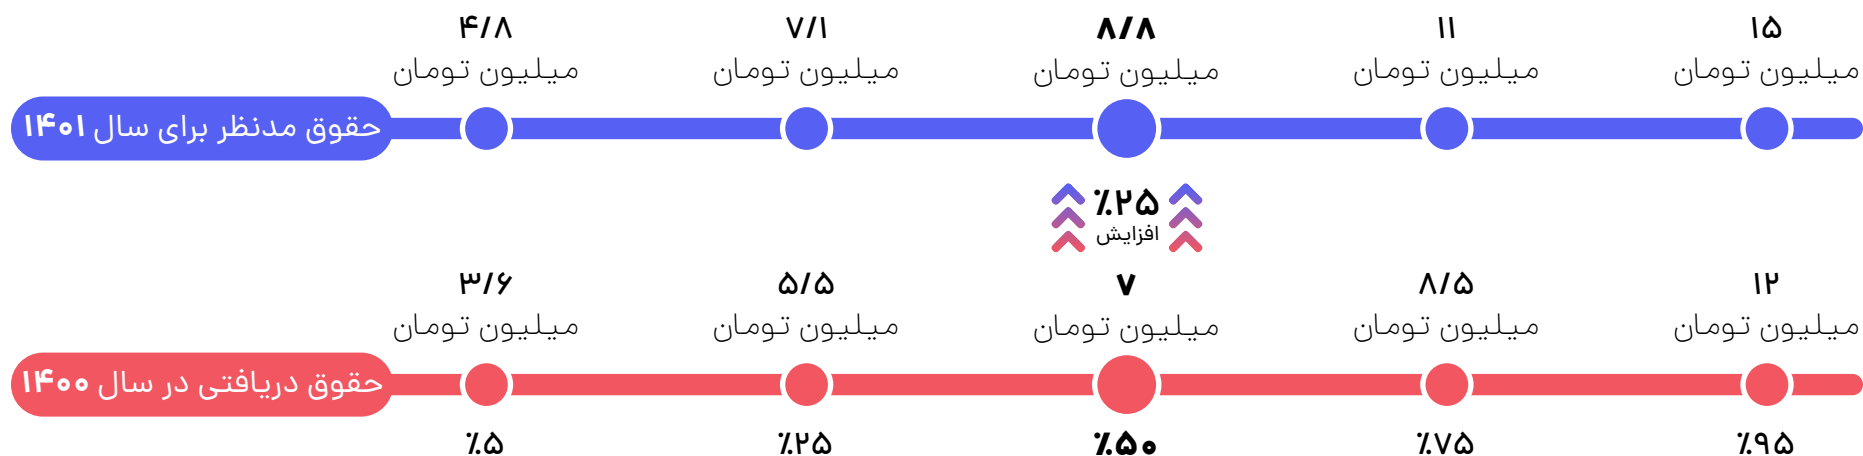 ۴/۸
میلیون تومان
۷/۱
میلیون تومان
۸/۸
میلیون تومان
۱۱
میلیون تومان
۱۵
میلیون تومان
حقوق مدنظر برای سال ۱۴۰۱
٪۲۵
افزایش
۳/۶
میلیون تومان
۵/۵
میلیون تومان
۷
میلیون تومان
۸/۵
میلیون تومان
۱۲
میلیون تومان
حقوق دریافتی در سال ۱۴۰۰
٪۵
٪۲۵
٪۵۰
٪۷۵
٪۹۵